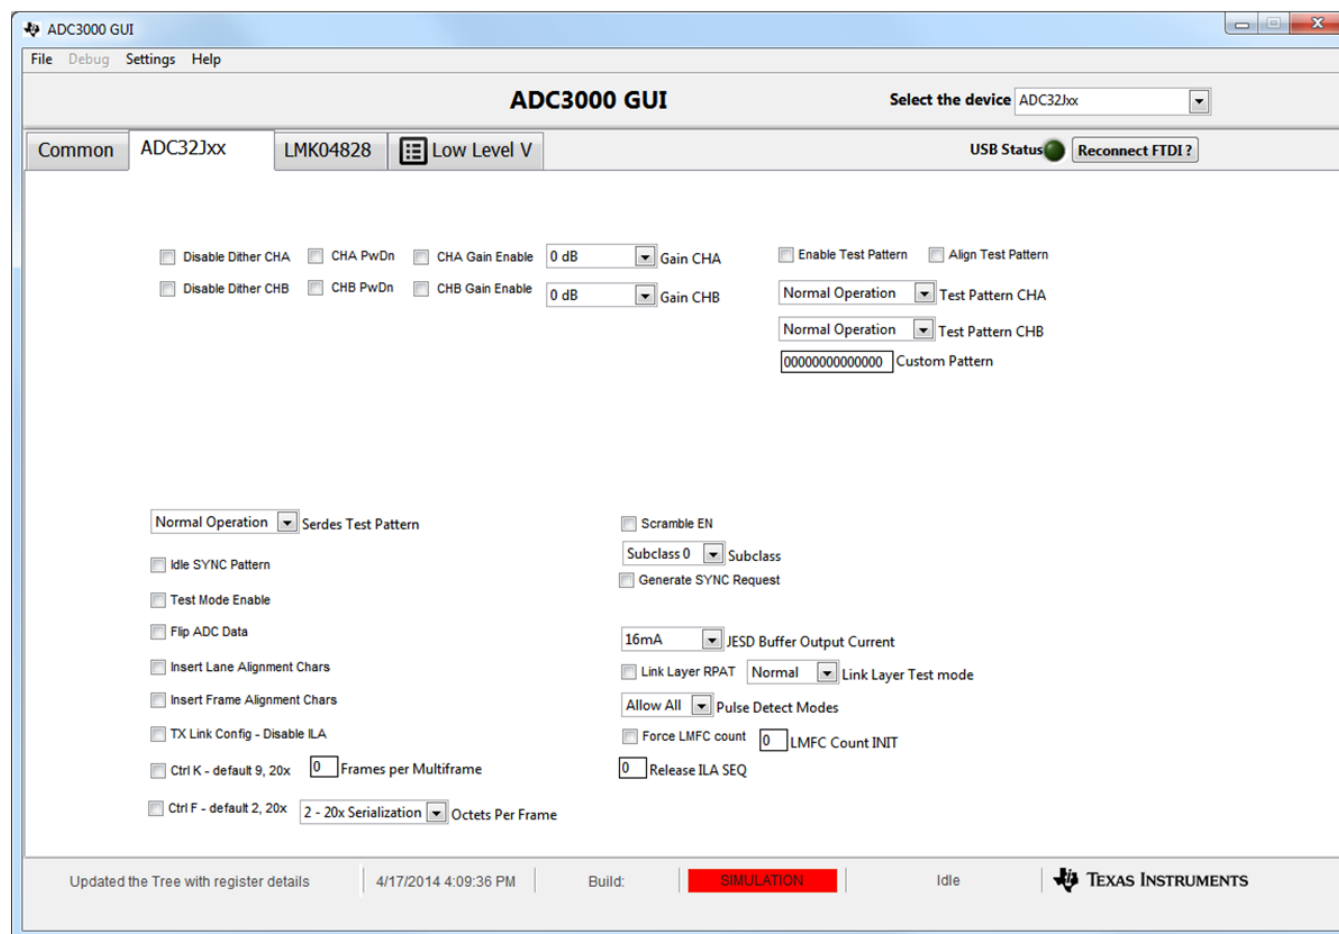 ADC3000 GUI
File Debug Settings Help
ADC3000 GUI
Select the device ADC32Jxx
Common ADC32Jxx LMK04828 Low Level V
USB Status Reconnect FTDI ?
Disable Dither CHA CHA PwDn CHA Gain Enable 0 dB Gain CHA
Enable Test Pattern Align Test Pattern
Disable Dither CHB CHB PwDn CHB Gain Enable 0 dB Gain CHB
Normal Operation Test Pattern CHA
Normal Operation Test Pattern CHB
00000000000000 Custom Pattern
Normal Operation Serdes Test Pattern
Scramble EN
Subclass 0 Subclass
Idle SYNC Pattern
Generate SYNC Request
Test Mode Enable
Flip ADC Data
16mA JESD Buffer Output Current
Insert Lane Alignment Chars
Link Layer RPAT Normal Link Layer Test mode
Insert Frame Alignment Chars
Allow All Pulse Detect Modes
TX Link Config - Disable ILA
Force LMFC count 0 LMFC Count INIT
Ctrl K - default 9, 20x 0 Frames per Multiframe
0 Release ILA SEQ
Ctrl F - default 2, 20x 2 - 20x Serialization Octets Per Frame
Updated the Tree with register details 4/17/2014 4:09:36 PM Build: SIMULATION Idle TEXAS INSTRUMENTS